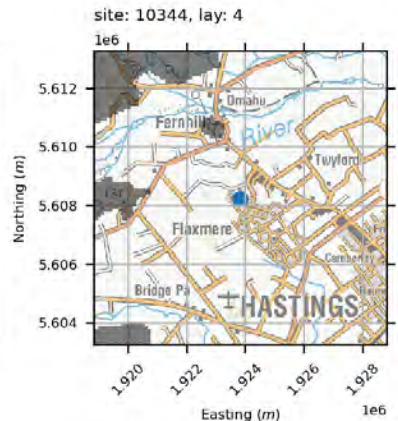 site: 10344, lay: 4
1e6
5.612
5.610
5.608
5.606
5.604
Northing (m)
Omahu
Fernhill
River
Twyford
Flaxmere
Camberley
Bridge Pa
HASTINGS
1.920
1.922
1.924
1.926
1.928
1e6
Easting (m)